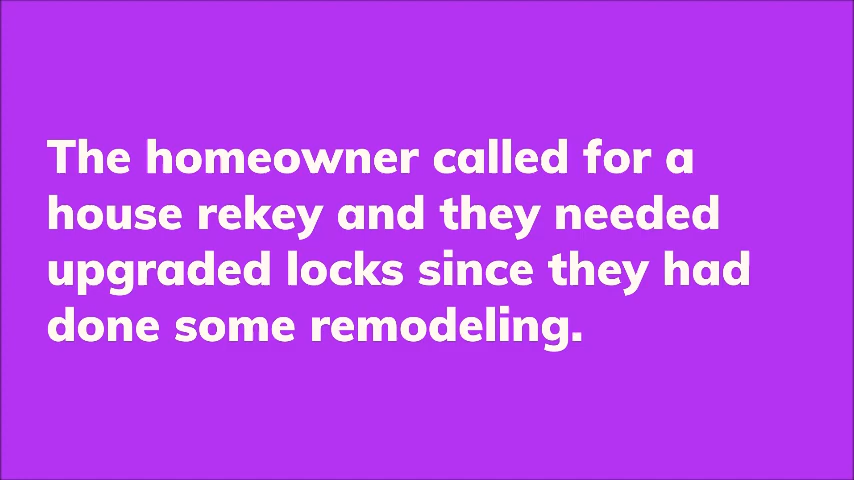 The homeowner called for a
house rekey and they needed
upgraded locks since they had
done some remodeling.